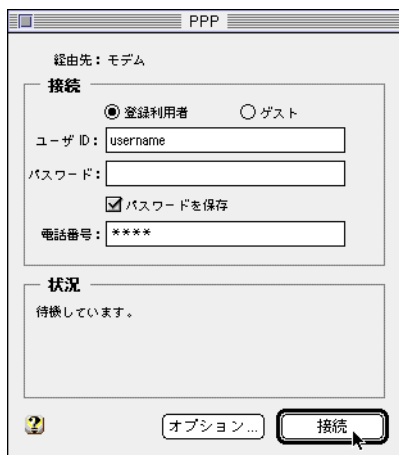 PPP
経由先：モデム
接続
登録利用者 ゲスト
ユーザ ID： username
パスワード：
パスワードを保存
電話番号： ****
状況
待機しています。
?
オプション... 接続